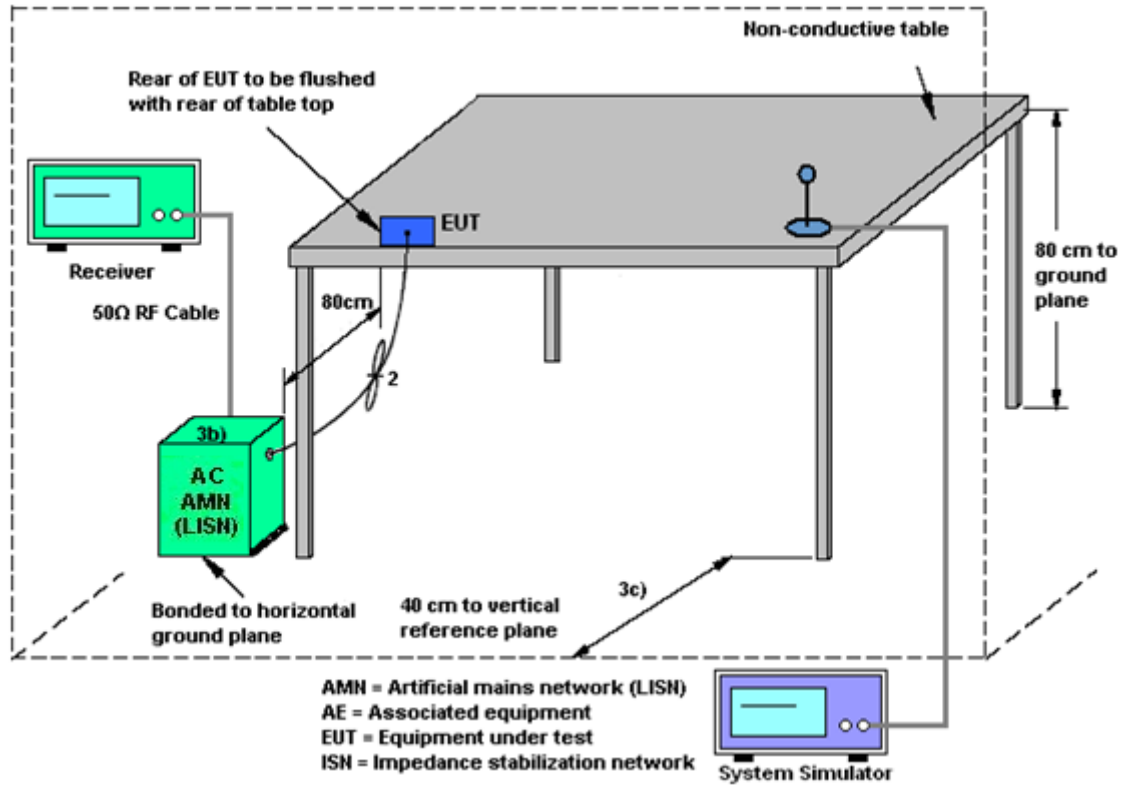 Non-conductive table
Rear of EUT to be flushed
with rear of table top
EUT
Receiver
80cm
80 cm to
ground
plane
50Ω RF Cable
2
3b)
AC
AMN
(LISN)
Bonded to horizontal
ground plane
40 cm to vertical
reference plane
3c)
AMN = Artificial mains network (LISN)
AE = Associated equipment
EUT = Equipment under test
ISN = Impedance stabilization network
System Simulator